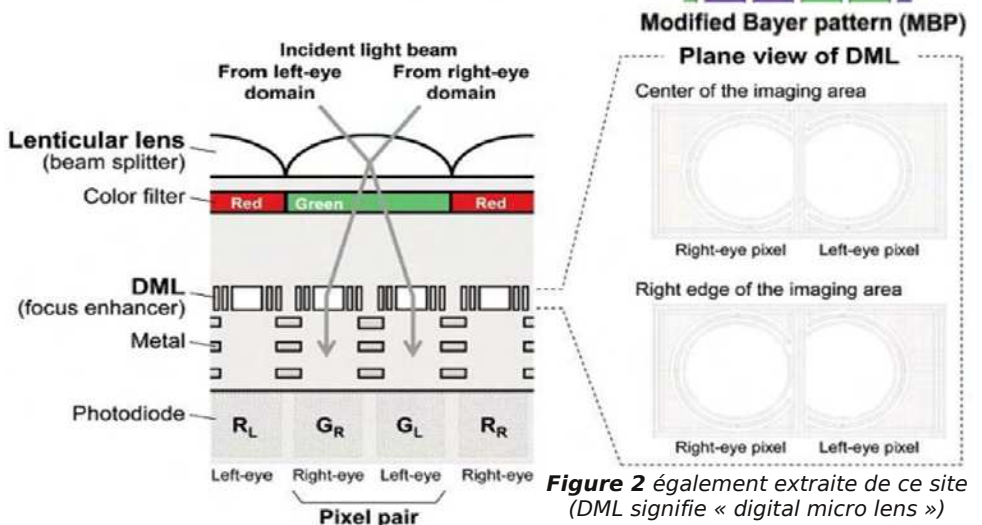 Modified Bayer pattern (MBP)
Incident light beam
From left-eye domain
From right-eye domain
Lenticular lens
(beam splitter)
Color filter
Red
Green
Red
DML
(focus enhancer)
Metal
Photodiode
R_L
G_R
G_L
R_R
Left-eye
Right-eye
Left-eye
Right-eye
Pixel pair
Plane view of DML
Center of the imaging area
Right-eye pixel
Left-eye pixel
Right edge of the imaging area
Right-eye pixel
Left-eye pixel
Figure 2 également extraite de ce site
(DML signifie « digital micro lens »)